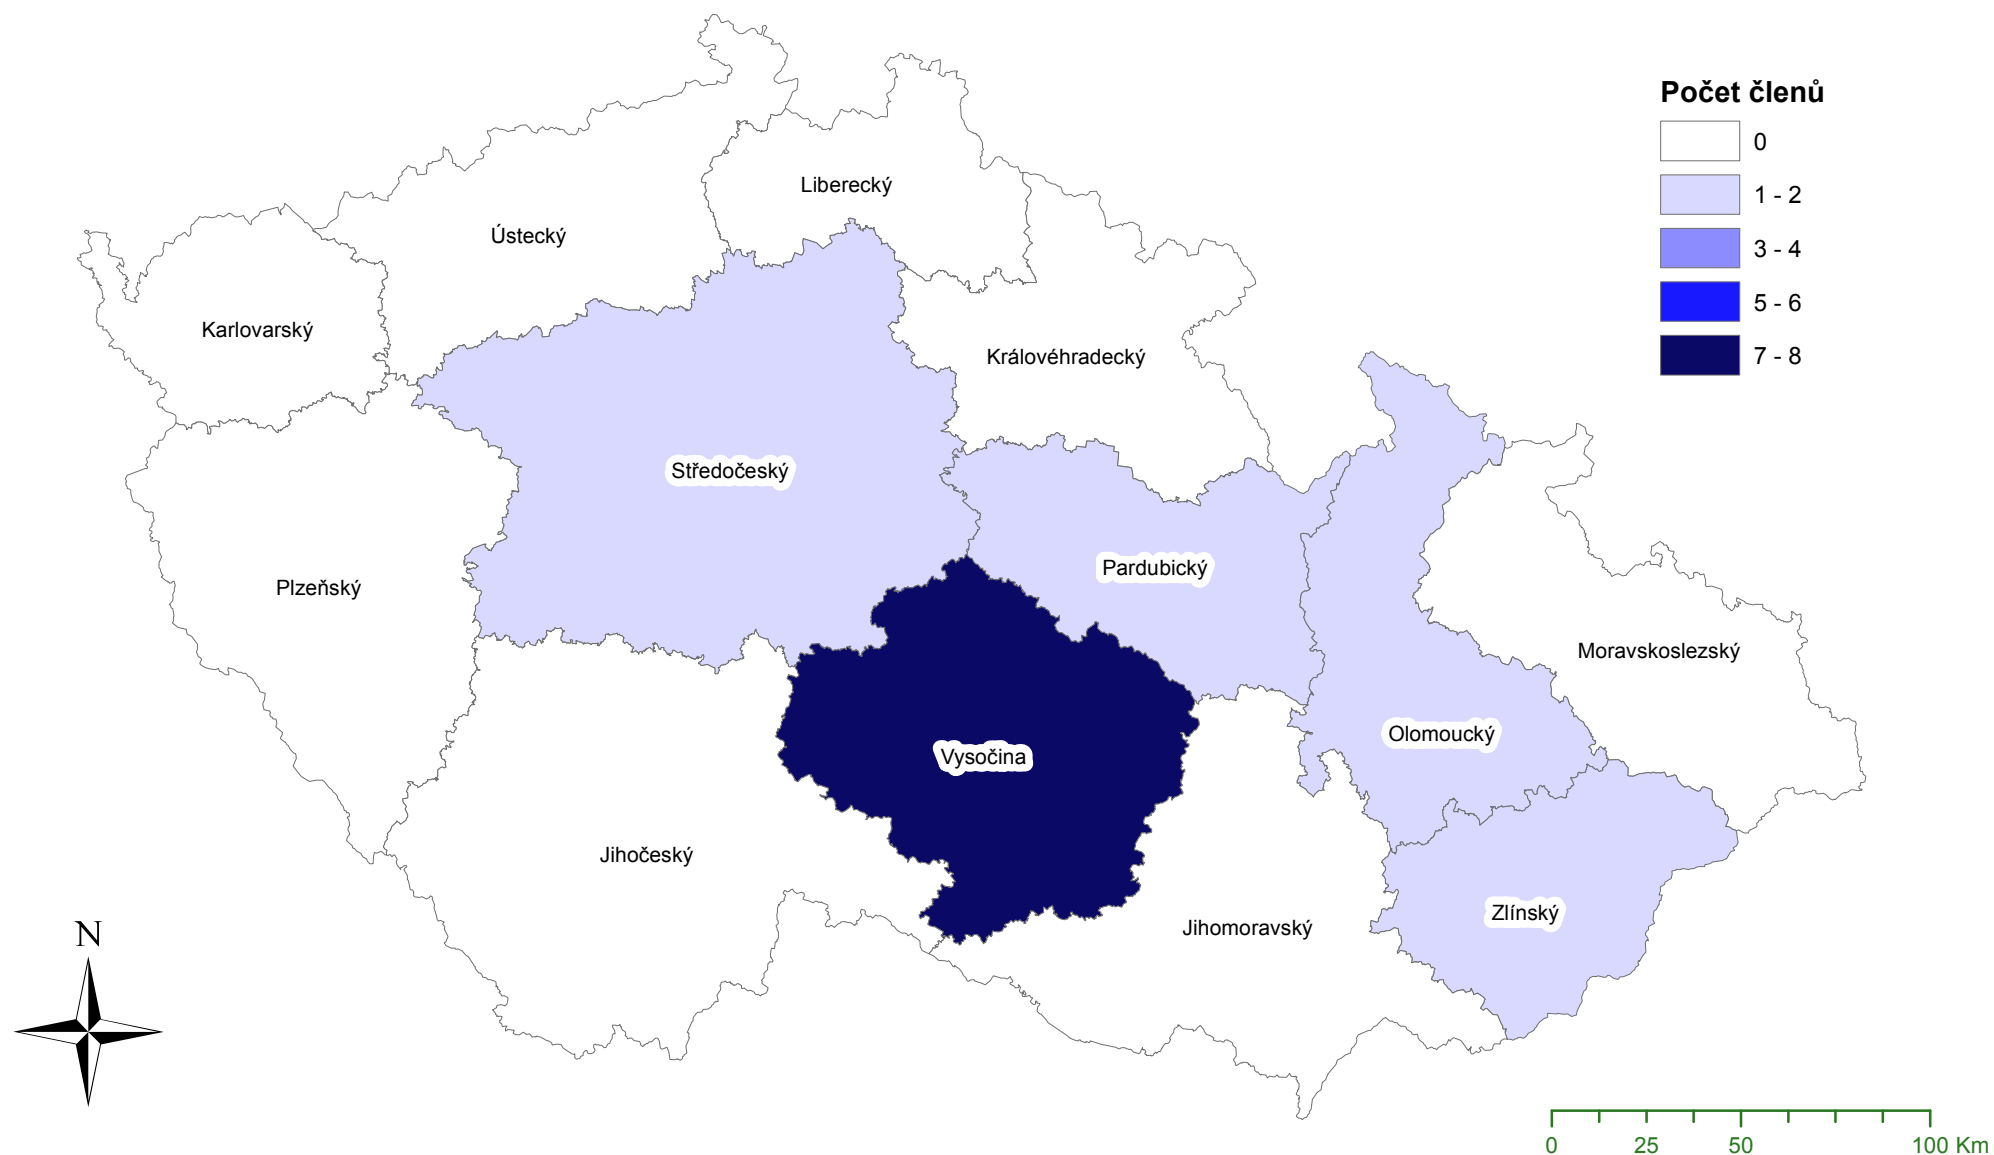 Počet členů
0
1 - 2
3 - 4
5 - 6
7 - 8
Liberecký
Ústecký
Karlovarský
Královéhradecký
Středočeský
Pardubický
Plzeňský
Moravskoslezský
Olomoucký
Vysočina
Jihočeský
Zlínský
Jihomoravský
N
0 25 50 100 Km